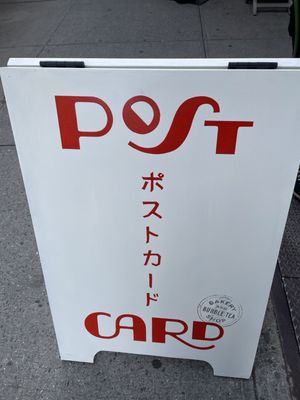 POST
ポストカード
CARD
BAKERY AND
BUBBLE TEA
SHOP